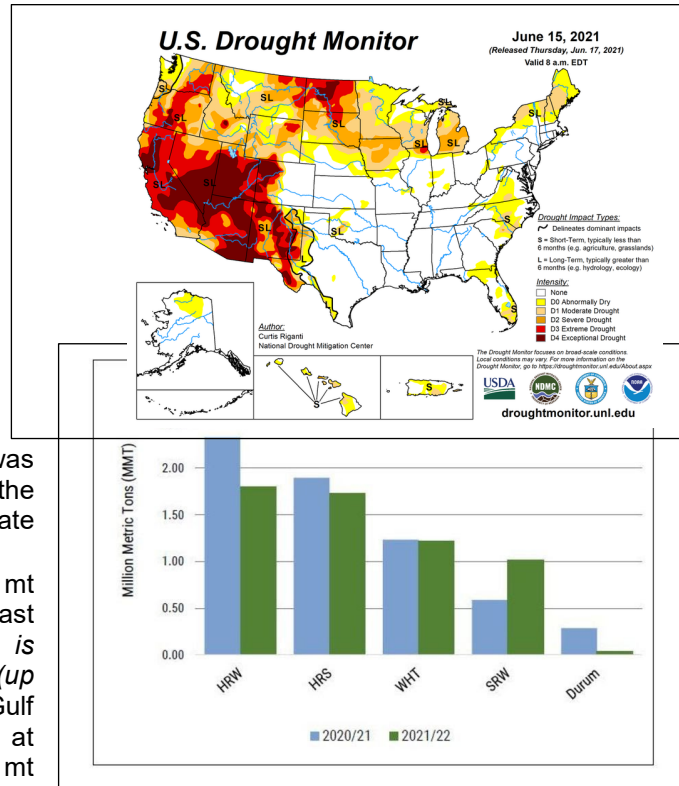 U.S. Drought Monitor
June 15, 2021
(Released Thursday, Jun. 17, 2021)
Valid 8 a.m. EDT
SL
SL
SL
SL
SL
SL
SL
SL
SL
SL
SL
SL
L
S
S
S
S
Drought Impact Types:
Delineates dominant impacts
S = Short-Term, typically less than
6 months (e.g. agriculture, grasslands)
L = Long-Term, typically greater than
6 months (e.g. hydrology, ecology)
Intensity:
None
D0 Abnormally Dry
D1 Moderate Drought
D2 Severe Drought
D3 Extreme Drought
D4 Exceptional Drought
Author:
Curtis Riganti
National Drought Mitigation Center
The Drought Monitor focuses on broad-scale conditions.
Local conditions may vary. For more information on the
Drought Monitor, go to https://droughtmonitor.unl.edu/About.aspx
USDA
NDMC
NOAA
droughtmonitor.unl.edu
was
the
ate
mt
ast
is
(up
Gulf
at
mt
Million Metric Tons (MMT)
2.00
1.50
1.00
0.50
0.00
HRW
HRS
WHT
SRW
Durum
2020/21
2021/22